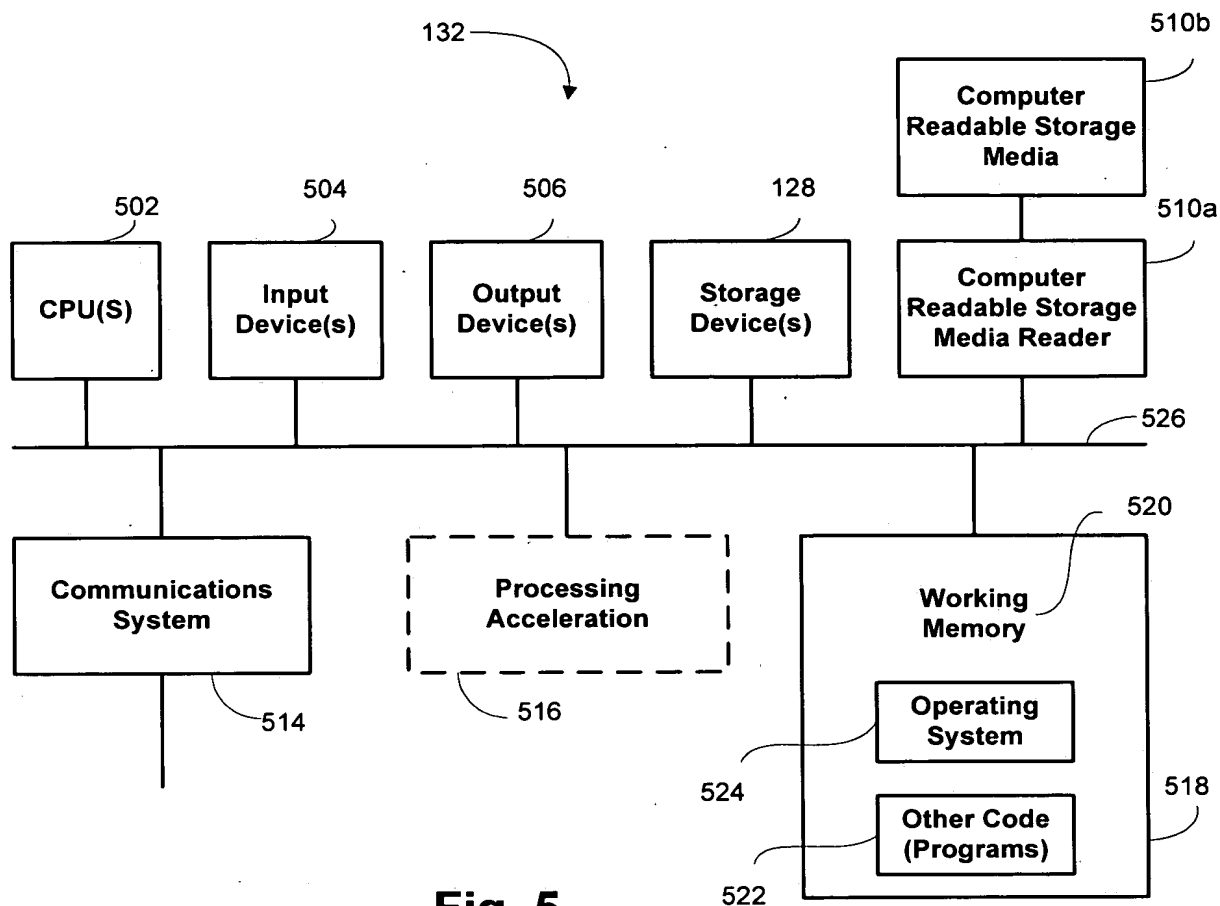 132
510b
Computer
Readable Storage
Media
502
504
506
128
510a
CPU(S)
Input
Device(s)
Output
Device(s)
Storage
Device(s)
Computer
Readable Storage
Media Reader
526
520
Communications
System
Processing
Acceleration
Working
Memory
514
516
Operating
System
524
518
Other Code
(Programs)
522
Fig. 5